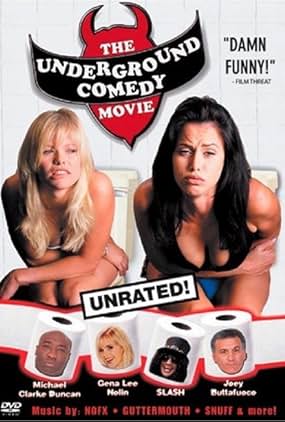 THE
UNDERGROUND
COMEDY
MOVIE
"DAMN
FUNNY!"
- FILM THREAT
UNRATED!
Michael
Clarke Duncan
Gena Lee
Nolin
SLASH
Joey
Buttafuoco
DVD
Music by: NOFX • GUTTERMOUTH • SNUFF & more!